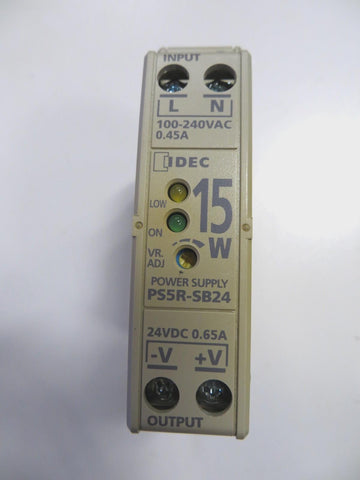 INPUT
L N
100-240VAC
0.45A
IDEC
LOW
15
ON
W
VR.
ADJ
POWER SUPPLY
PS5R-SB24
24VDC 0.65A
-V +V
OUTPUT